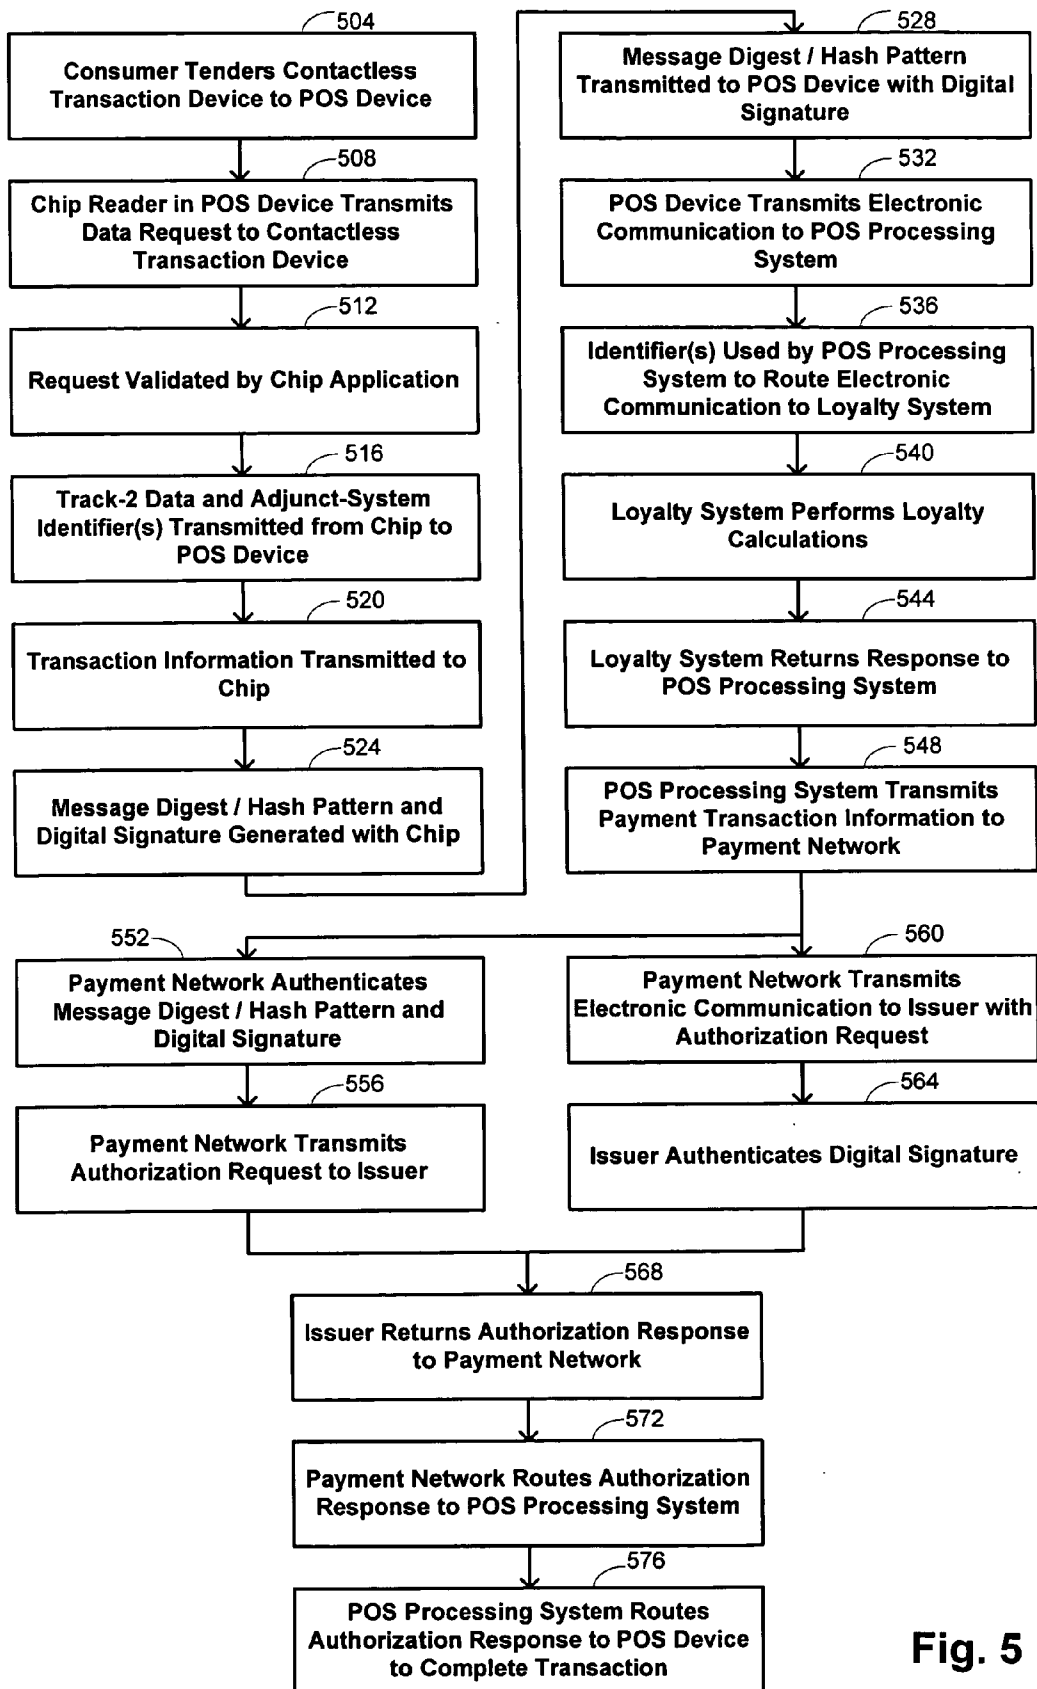 504
Consumer Tenders Contactless
Transaction Device to POS Device
508
Chip Reader in POS Device Transmits
Data Request to Contactless
Transaction Device
512
Request Validated by Chip Application
516
Track-2 Data and Adjunct-System
Identifier(s) Transmitted from Chip to
POS Device
520
Transaction Information Transmitted to
Chip
524
Message Digest / Hash Pattern and
Digital Signature Generated with Chip
528
Message Digest / Hash Pattern
Transmitted to POS Device with Digital
Signature
532
POS Device Transmits Electronic
Communication to POS Processing
System
536
Identifier(s) Used by POS Processing
System to Route Electronic
Communication to Loyalty System
540
Loyalty System Performs Loyalty
Calculations
544
Loyalty System Returns Response to
POS Processing System
548
POS Processing System Transmits
Payment Transaction Information to
Payment Network
552
Payment Network Authenticates
Message Digest / Hash Pattern and
Digital Signature
556
Payment Network Transmits
Authorization Request to Issuer
560
Payment Network Transmits
Electronic Communication to Issuer with
Authorization Request
564
Issuer Authenticates Digital Signature
568
Issuer Returns Authorization Response
to Payment Network
572
Payment Network Routes Authorization
Response to POS Processing System
576
POS Processing System Routes
Authorization Response to POS Device
to Complete Transaction
Fig. 5